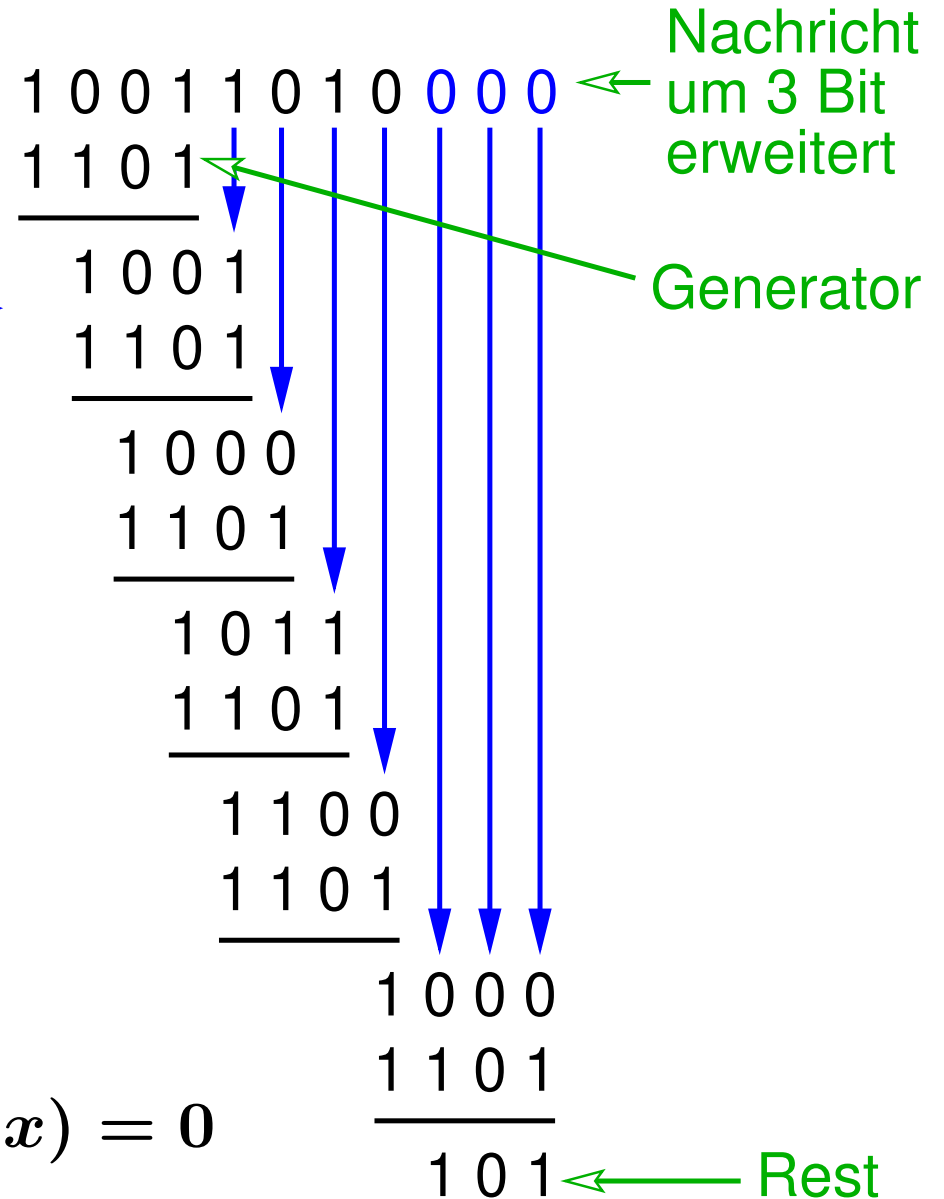 Nachricht
1 0 0 1 1 0 1 0 0 0 0
um 3 Bit
erweitert
1 1 0 1
1 0 0 1
Generator
1 1 0 1
1 0 0 0
1 1 0 1
1 0 1 1
1 1 0 1
1 1 0 0
1 1 0 1
1 0 0 0
1 1 0 1
x) = 0
1 0 1
Rest